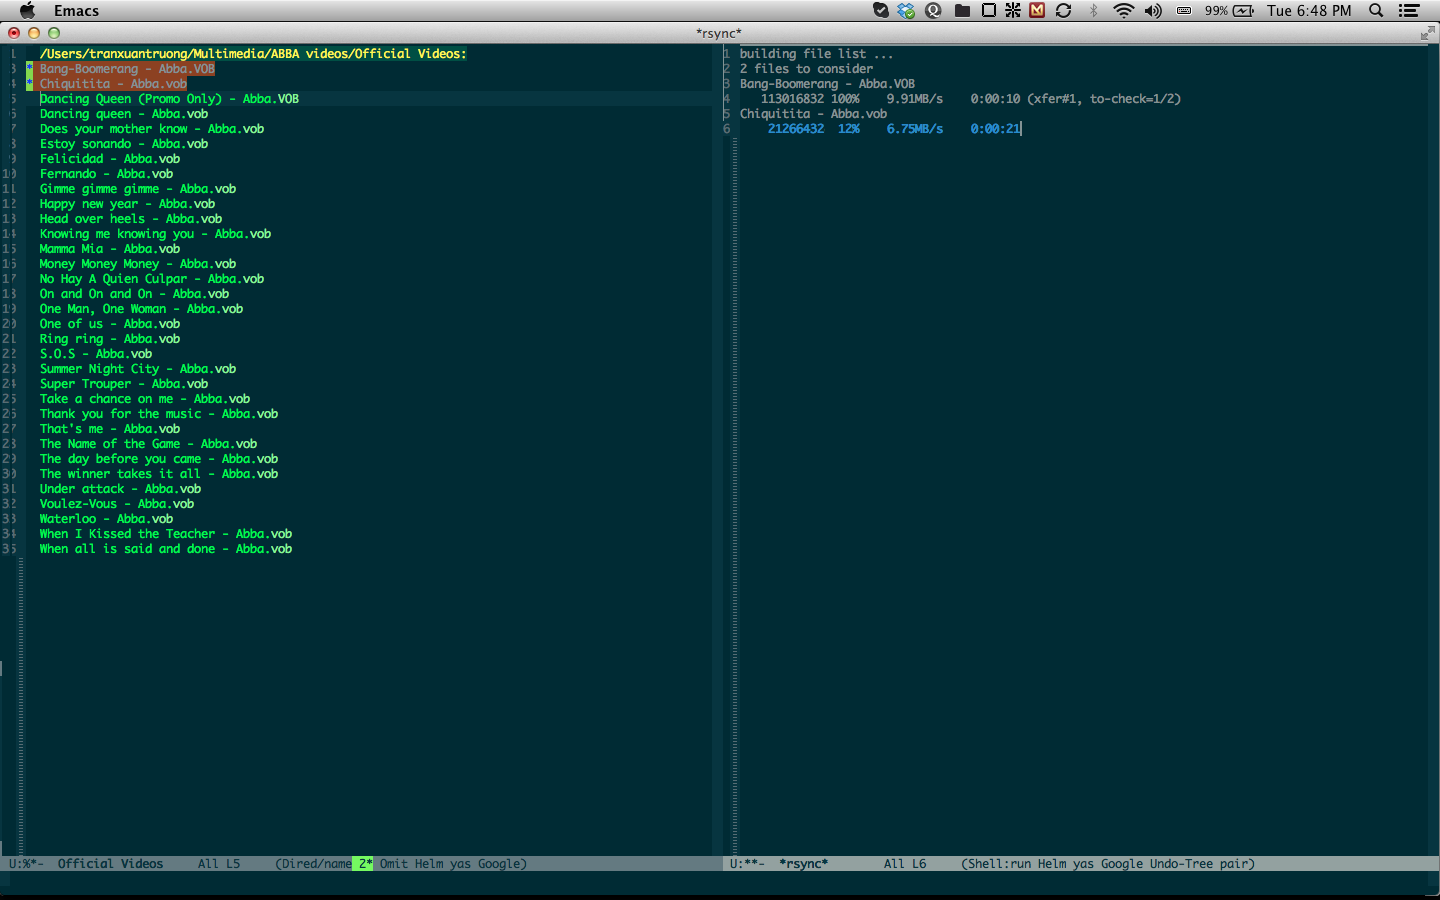 Emacs
99%
Tue 6:48 PM
*rsync*
1 /Users/tranxuantruong/Multimedia/ABBA videos/Official Videos:
3 * Bang-Boomerang - Abba.VOB
4 * Chiquitita - Abba.vob
5 Dancing Queen (Promo Only) - Abba.VOB
6 Dancing queen - Abba.vob
7 Does your mother know - Abba.vob
8 Estoy sonando - Abba.vob
9 Felicidad - Abba.vob
10 Fernando - Abba.vob
11 Gimme gimme gimme - Abba.vob
12 Happy new year - Abba.vob
13 Head over heels - Abba.vob
14 Knowing me knowing you - Abba.vob
15 Mamma Mia - Abba.vob
16 Money Money Money - Abba.vob
17 No Hay A Quien Culpar - Abba.vob
18 On and On and On - Abba.vob
19 One Man, One Woman - Abba.vob
20 One of us - Abba.vob
21 Ring ring - Abba.vob
22 S.O.S - Abba.vob
23 Summer Night City - Abba.vob
24 Super Trouper - Abba.vob
25 Take a chance on me - Abba.vob
26 Thank you for the music - Abba.vob
27 That's me - Abba.vob
28 The Name of the Game - Abba.vob
29 The day before you came - Abba.vob
30 The winner takes it all - Abba.vob
31 Under attack - Abba.vob
32 Voulez-Vous - Abba.vob
33 Waterloo - Abba.vob
34 When I Kissed the Teacher - Abba.vob
35 When all is said and done - Abba.vob
U:%*-  Official Videos     All L5     (Dired/name 2* Omit Helm yas Google)
1 building file list ...
2 2 files to consider
3 Bang-Boomerang - Abba.VOB
4    113016832 100%    9.91MB/s    0:00:10 (xfer#1, to-check=1/2)
5 Chiquitita - Abba.vob
6     21266432  12%    6.75MB/s    0:00:21
U:**-  *rsync*        All L6     (Shell:run Helm yas Google Undo-Tree pair)